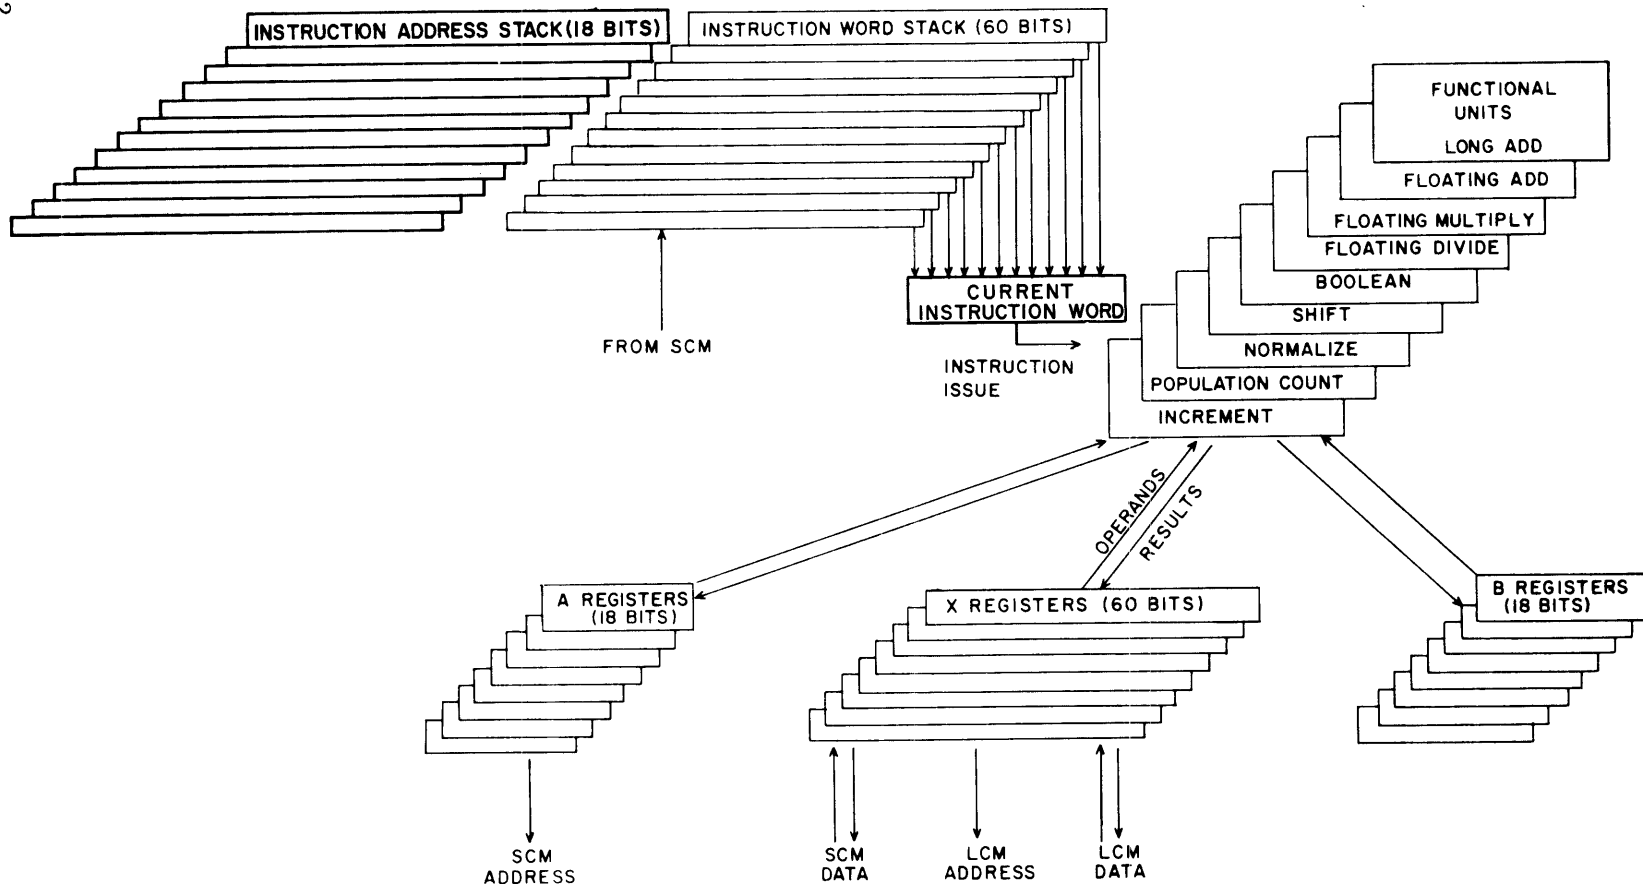 2
INSTRUCTION ADDRESS STACK (18 BITS)
INSTRUCTION WORD STACK (60 BITS)
FUNCTIONAL
UNITS
LONG ADD
FLOATING ADD
FLOATING MULTIPLY
FLOATING DIVIDE
BOOLEAN
SHIFT
NORMALIZE
POPULATION COUNT
INCREMENT
CURRENT
INSTRUCTION WORD
FROM SCM
INSTRUCTION
ISSUE
OPERANDS
RESULTS
A REGISTERS
(18 BITS)
X REGISTERS (60 BITS)
B REGISTERS
(18 BITS)
SCM
ADDRESS
SCM
DATA
LCM
ADDRESS
LCM
DATA